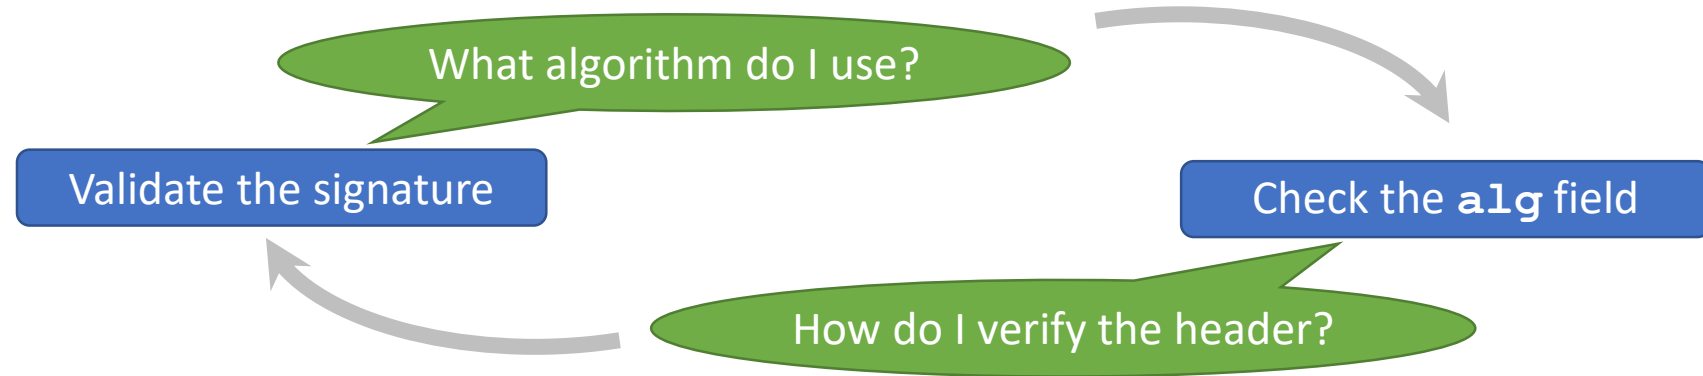 What algorithm do I use?
Validate the signature
Check the alg field
How do I verify the header?